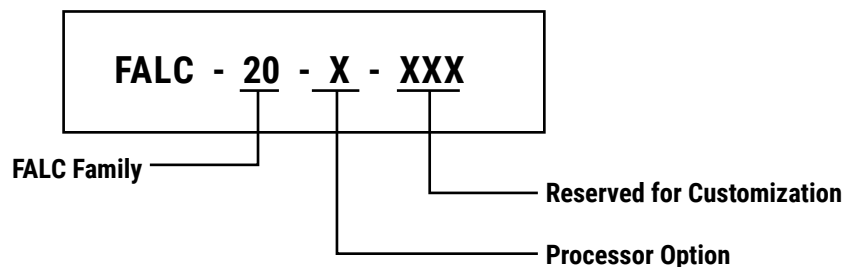 FALC - 20 - X - XXX
FALC Family
Reserved for Customization
Processor Option